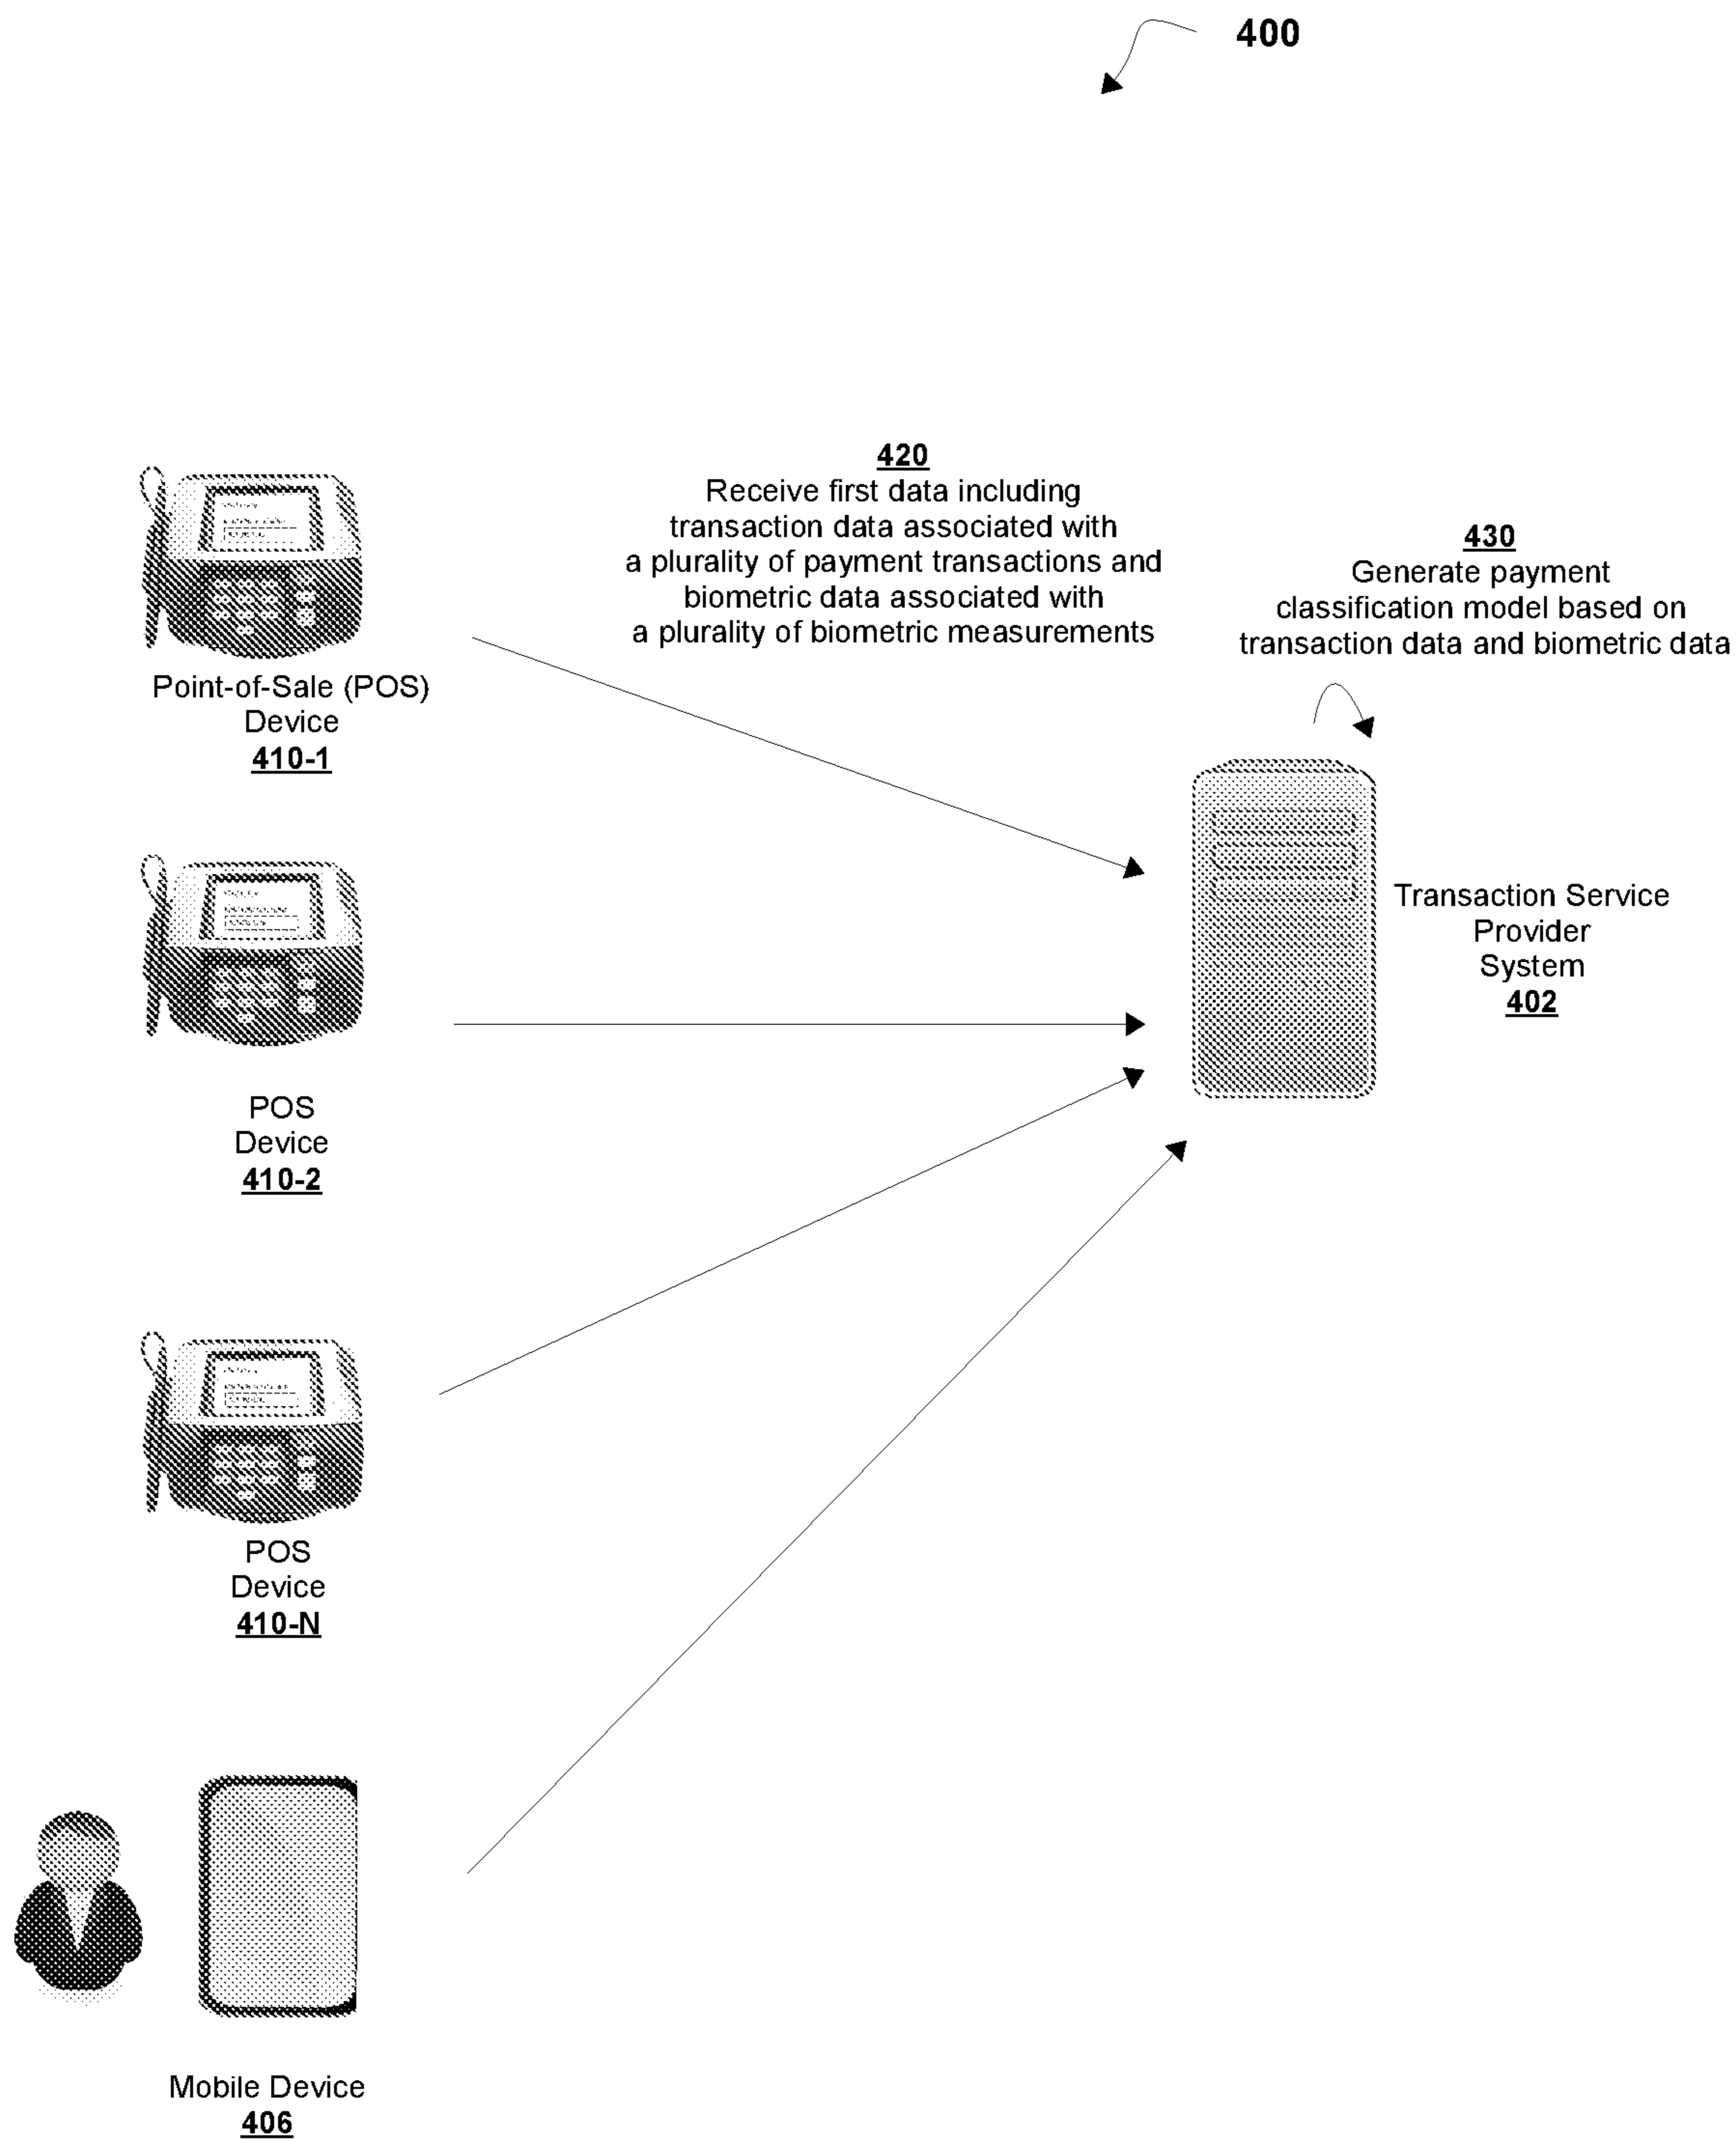 400
420
Receive first data including
transaction data associated with
a plurality of payment transactions and
biometric data associated with
a plurality of biometric measurements
430
Generate payment
classification model based on
transaction data and biometric data
Point-of-Sale (POS)
Device
410-1
Transaction Service
Provider
System
402
POS
Device
410-2
POS
Device
410-N
Mobile Device
406